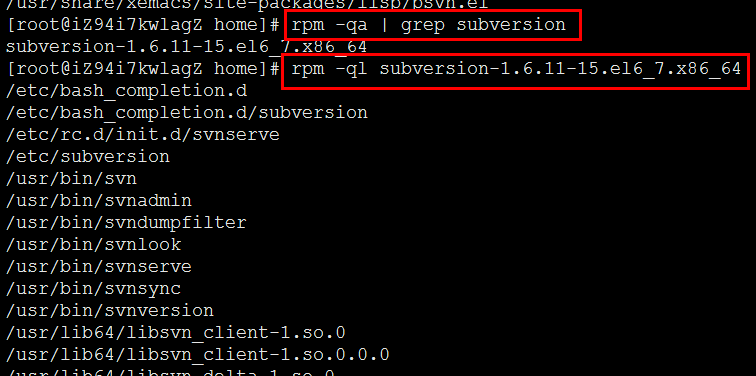 /usr/share/xemacs/site-packages/lisp/psvn.el
[root@iZ94i7kwlagZ home]# rpm -qa | grep subversion
subversion-1.6.11-15.el6_7.x86_64
[root@iZ94i7kwlagZ home]# rpm -ql subversion-1.6.11-15.el6_7.x86_64
/etc/bash_completion.d
/etc/bash_completion.d/subversion
/etc/rc.d/init.d/svnserve
/etc/subversion
/usr/bin/svn
/usr/bin/svnadmin
/usr/bin/svndumpfilter
/usr/bin/svnlook
/usr/bin/svnserve
/usr/bin/svnsync
/usr/bin/svnversion
/usr/lib64/libsvn_client-1.so.0
/usr/lib64/libsvn_client-1.so.0.0.0
/usr/lib64/libsvn_delta-1.so.0